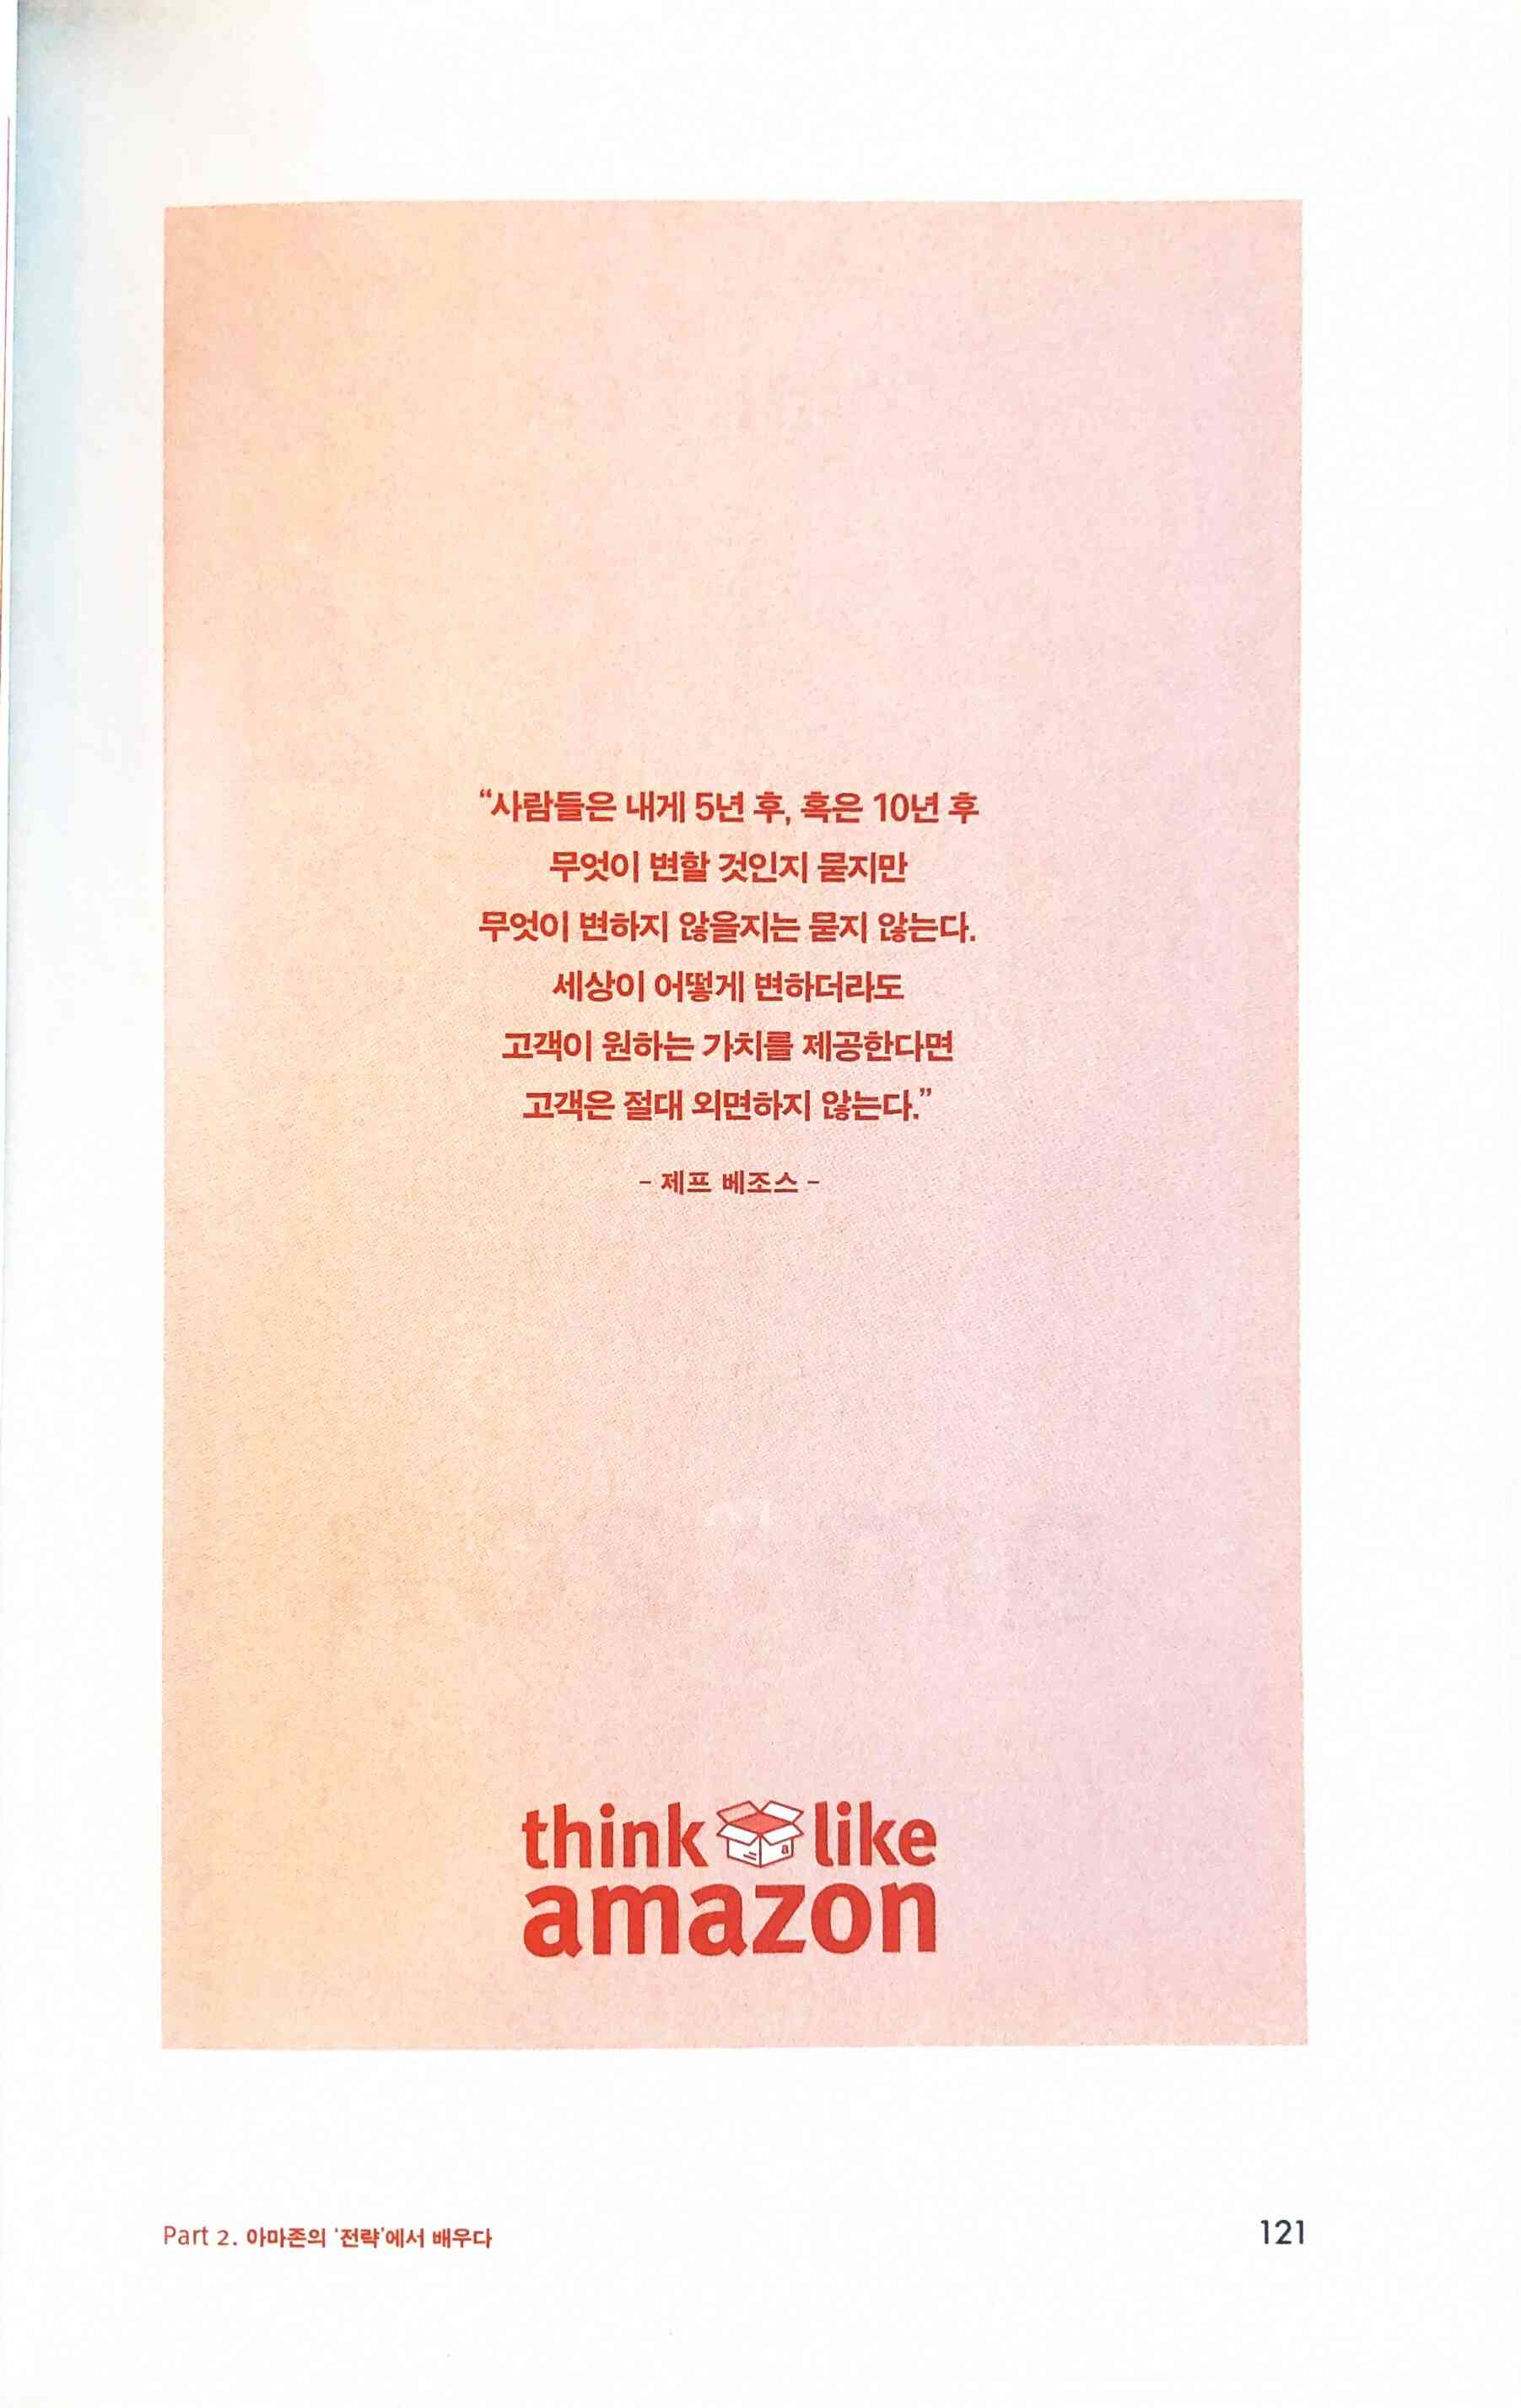 “사람들은 내게 5년 후, 혹은 10년 후
무엇이 변할 것인지 묻지만
무엇이 변하지 않을지는 묻지 않는다.
세상이 어떻게 변하더라도
고객이 원하는 가치를 제공한다면
고객은 절대 외면하지 않는다.”
– 제프 베조스 –
think like
amazon
Part 2. 아마존의 ‘전략’에서 배우다
121